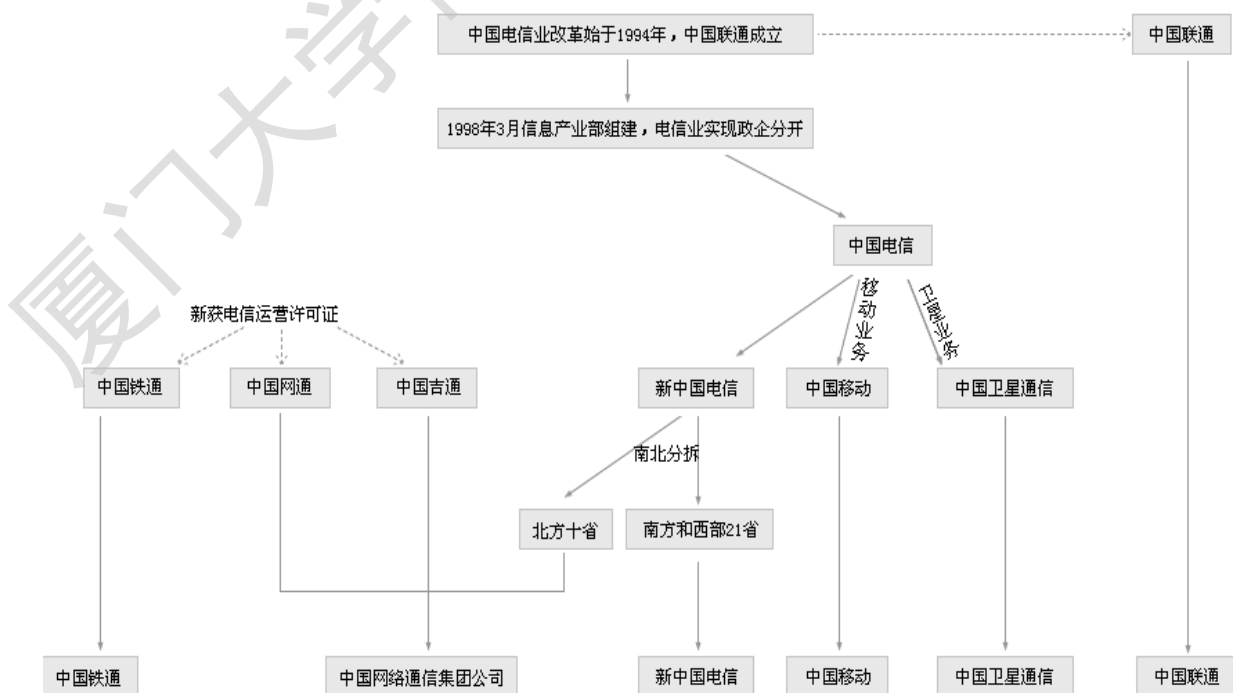 中国电信业改革始于1994年，中国联通成立
中国联通
1998年3月信息产业部组建，电信业实现政企分开
中国电信
移动业务
卫星业务
新获电信运营许可证
中国铁通
中国网通
中国吉通
新中国电信
中国移动
中国卫星通信
南北分拆
北方十省
南方和西部21省
中国铁通
中国网络通信集团公司
新中国电信
中国移动
中国卫星通信
中国联通
厦门大学